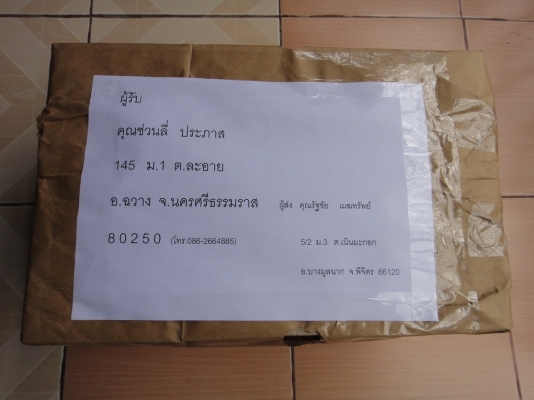 ผู้รับ
คุณช่วนลี่ ประภาส
145 ม.1 ต.ละอาย
อ.ฉวาง จ.นครศรีธรรมราส
80250 (โทร.086-2664885)
ผู้ส่ง คุณรัฐชัย เมฆทรัพย์
5/2 ม.3 ต.เนินมะกอก
อ.บางมูลนาก จ.พิจิตร 66120